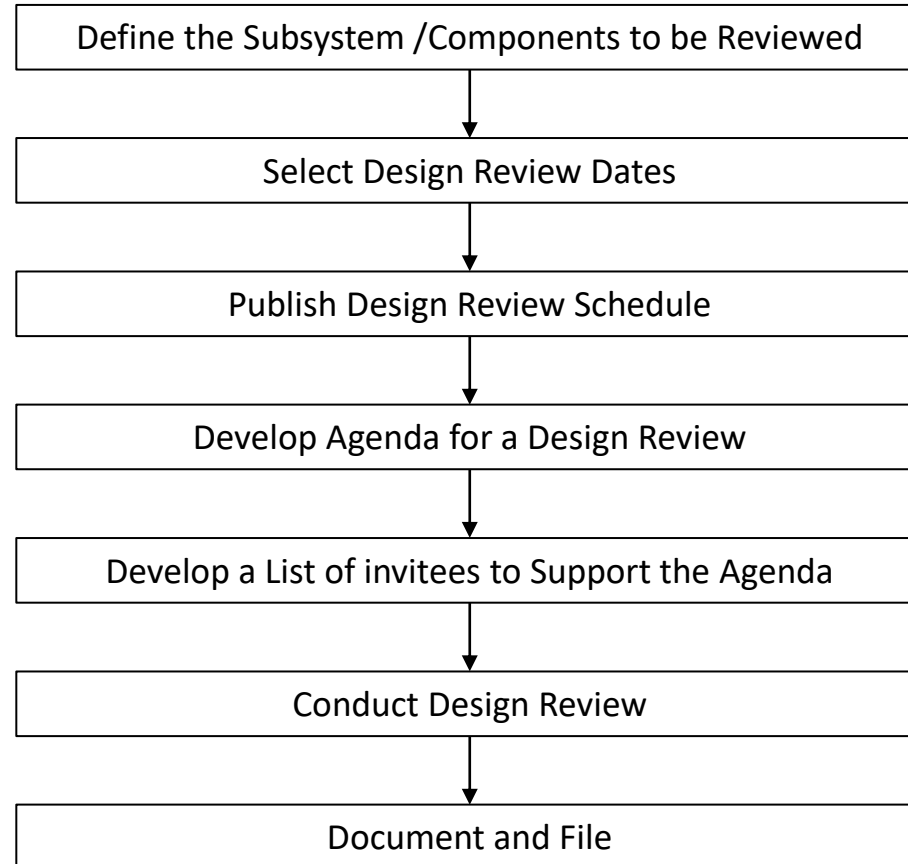 Define the Subsystem /Components to be Reviewed
Select Design Review Dates
Publish Design Review Schedule
Develop Agenda for a Design Review
Develop a List of invitees to Support the Agenda
Conduct Design Review
Document and File